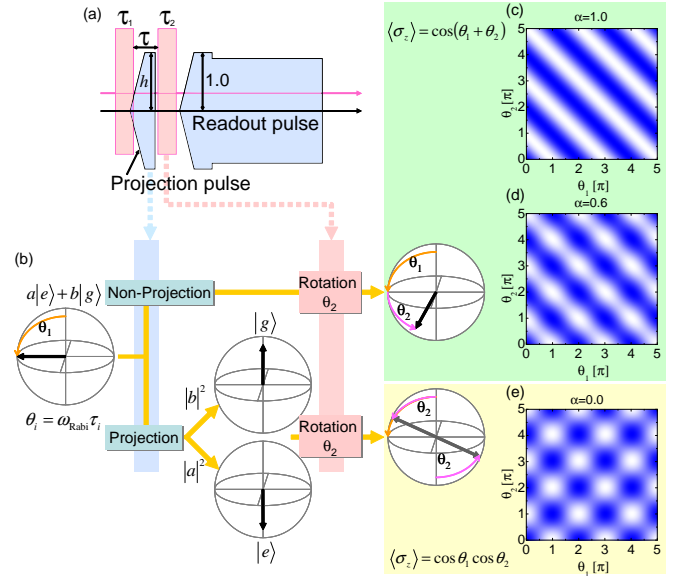 (a)
τ₁
τ
τ₂
h
1.0
Readout pulse
Projection pulse
(b)
a|e⟩+b|g⟩
θ₁
θᵢ = ω_Rabi τᵢ
Non-Projection
Projection
|b|²
|a|²
|g⟩
|e⟩
Rotation
θ₂
Rotation
θ₂
θ₁
θ₂
θ₂
θ₂
⟨σ_z⟩ = cos(θ₁ + θ₂)
⟨σ_z⟩ = cos θ₁ cos θ₂
(c)
α=1.0
θ₂ [π]
5
4
3
2
1
0
0 1 2 3 4 5
θ₁ [π]
(d)
α=0.6
θ₂ [π]
5
4
3
2
1
0
0 1 2 3 4 5
θ₁ [π]
(e)
α=0.0
θ₂ [π]
5
4
3
2
1
0
0 1 2 3 4 5
θ₁ [π]